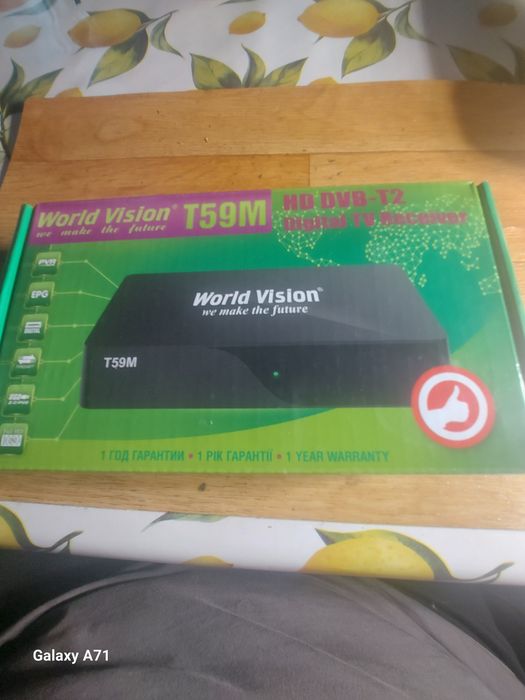 World Vision®
we make the future
T59M
HD DVB-T2
Digital TV Receiver
PVR
EPG
DIGITAL
World Vision®
we make the future
T59M
1 ГОД ГАРАНТИИ • 1 РІК ГАРАНТІЇ • 1 YEAR WARRANTY
Galaxy A71